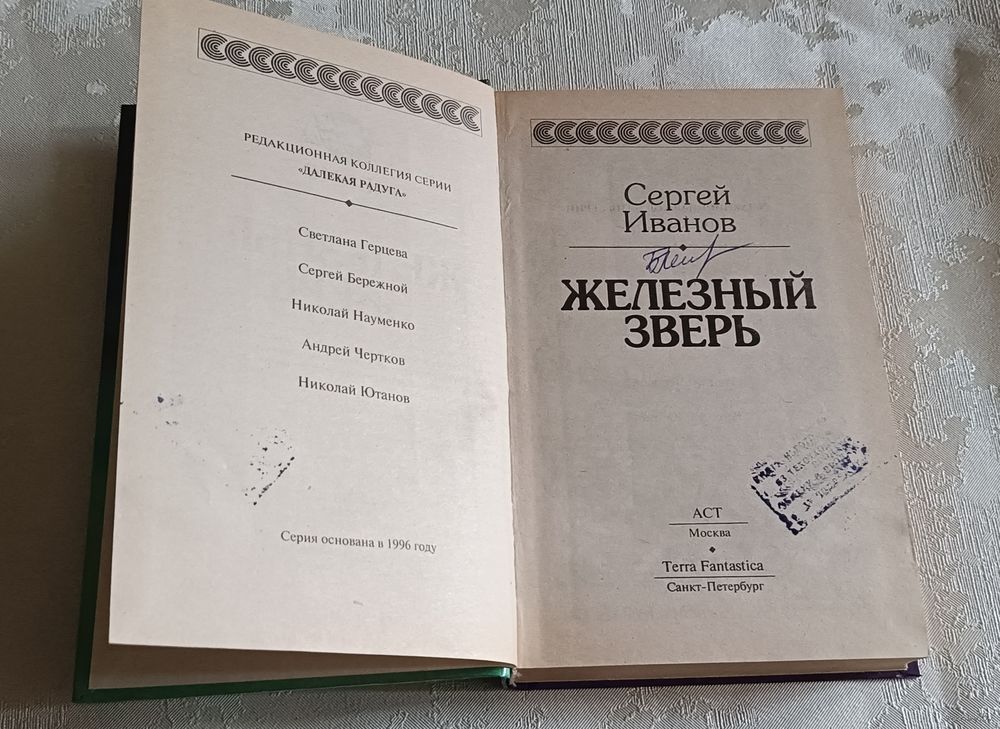 РЕДАКЦИОННАЯ КОЛЛЕГИЯ СЕРИИ
«ДАЛЕКАЯ РАДУГА»
Светлана Герцева
Сергей Бережной
Николай Науменко
Андрей Чертков
Николай Ютанов
Серия основана в 1996 году
Сергей
Иванов
ЖЕЛЕЗНЫЙ
ЗВЕРЬ
АСТ
Москва
Terra Fantastica
Санкт-Петербург